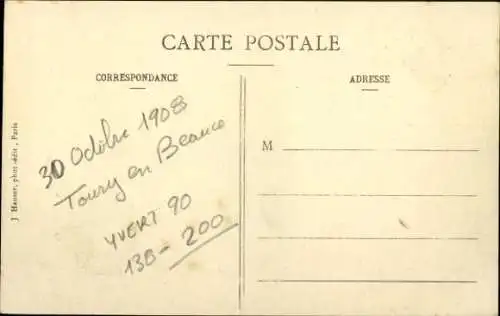 CARTE POSTALE
CORRESPONDANCE
ADRESSE
J. Hauser, phot.-édit., Paris
30 Octobre 1908
Toury en Beauce
YVERT 90
138 - 200
M